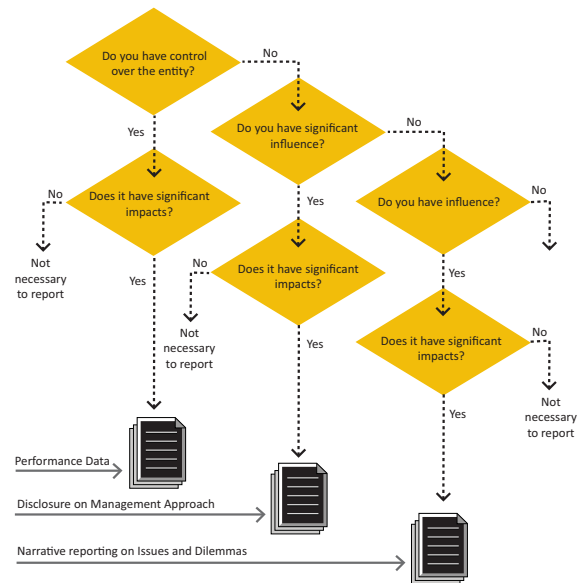 Do you have control
over the entity?
No
Yes
Do you have significant
influence?
No
Does it have significant
impacts?
No
Yes
Do you have influence?
No
Not
necessary
to report
Yes
No
Does it have significant
impacts?
Yes
Not
necessary
to report
Yes
Does it have significant
impacts?
No
Yes
Not
necessary
to report
Performance Data
Disclosure on Management Approach
Narrative reporting on Issues and Dilemmas